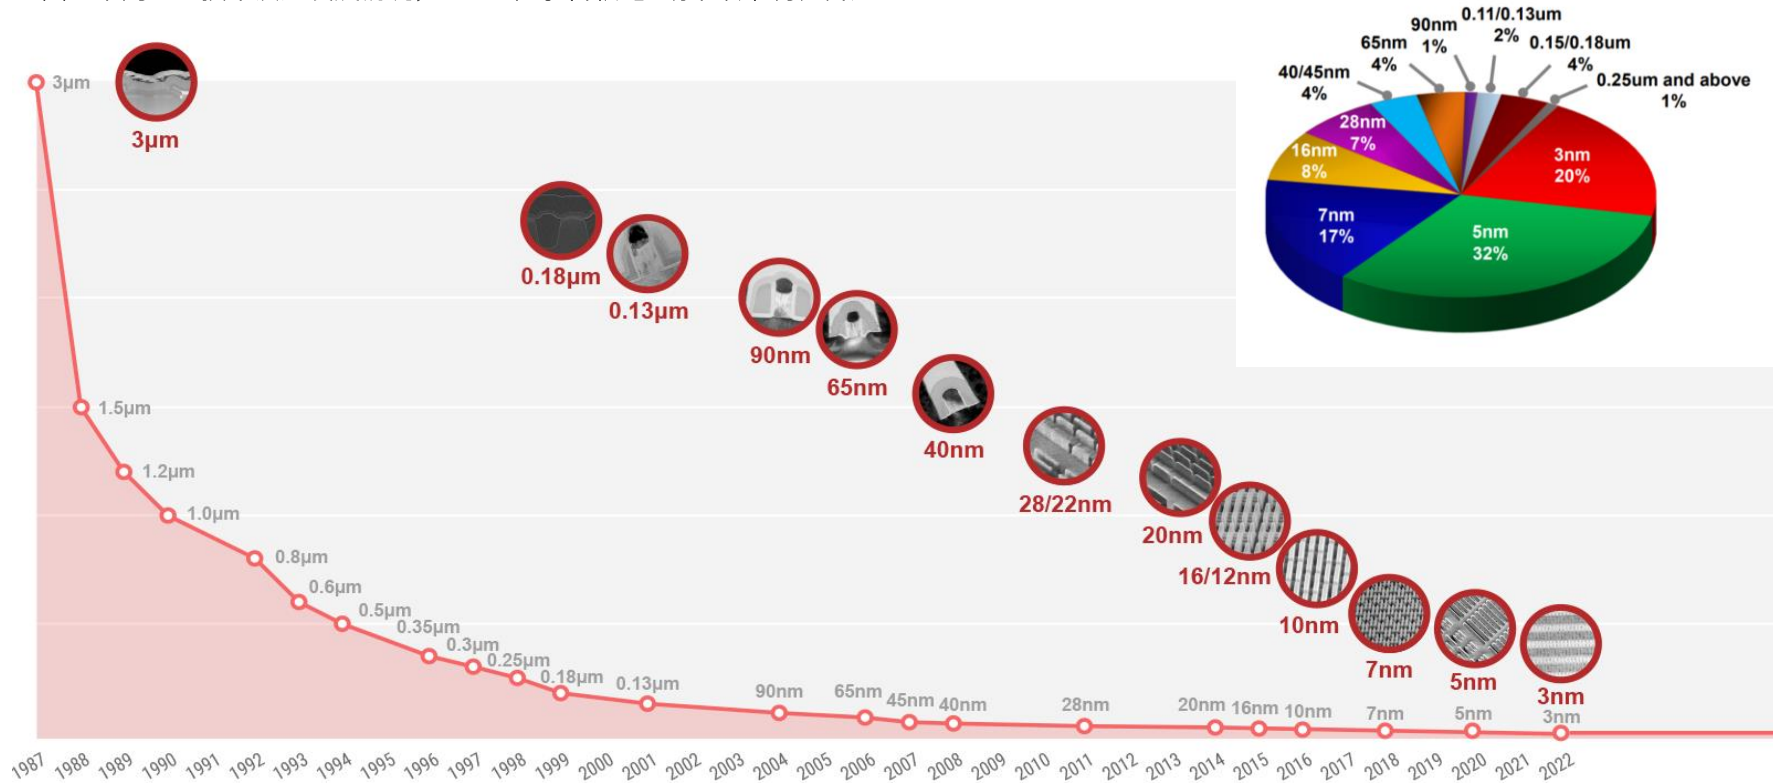 3μm
3μm
1.5μm
1.2μm
1.0μm
0.8μm
0.6μm
0.5μm
0.35μm
0.3μm
0.25μm
0.18μm
0.13μm
90nm
65nm
45nm
40nm
28nm
20nm
16nm
10nm
7nm
5nm
3nm
0.18μm
0.13μm
90nm
65nm
40nm
28/22nm
20nm
16/12nm
10nm
7nm
5nm
3nm
1987
1988
1989
1990
1991
1992
1993
1994
1995
1996
1997
1998
1999
2000
2001
2002
2003
2004
2005
2006
2007
2008
2009
2010
2011
2012
2013
2014
2015
2016
2017
2018
2019
2020
2021
2022
40/45nm
4%
65nm
4%
90nm
1%
0.11/0.13um
2%
0.15/0.18um
4%
0.25um and above
1%
28nm
7%
16nm
8%
7nm
17%
5nm
32%
3nm
20%